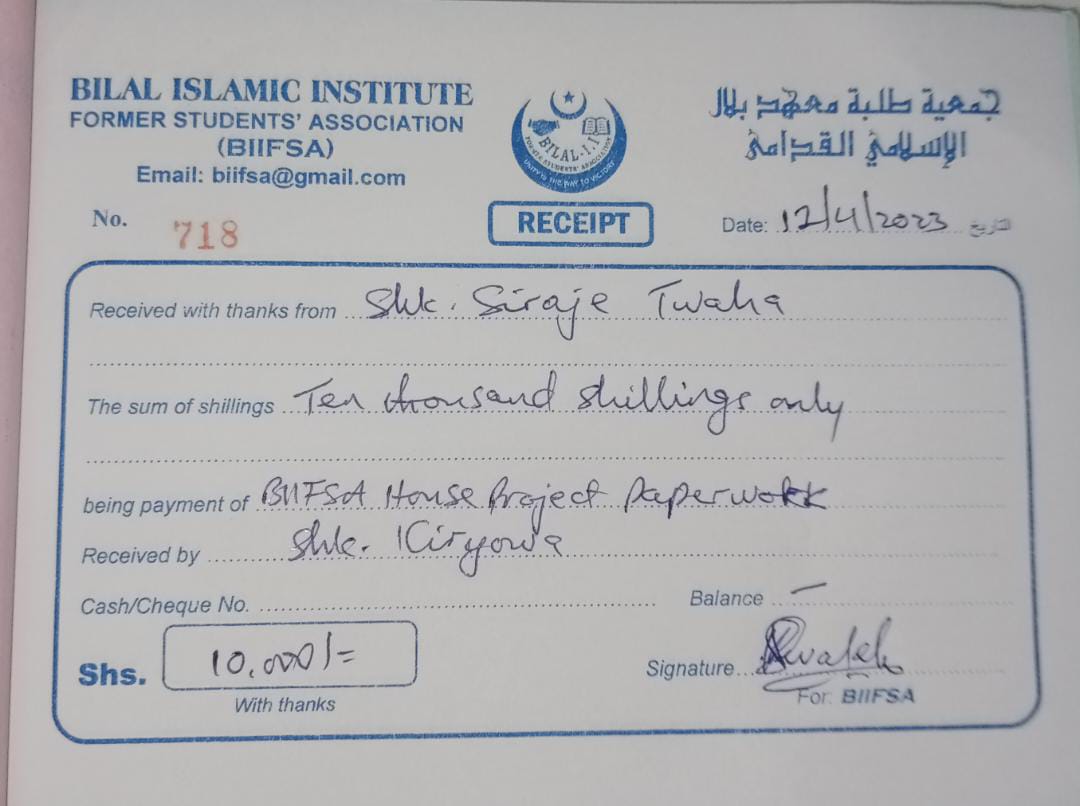 BILAL ISLAMIC INSTITUTE
FORMER STUDENTS' ASSOCIATION
(BIIFSA)
Email: biifsa@gmail.com
BILAL-I.I
FORMER STUDENTS' ASSOCIATION
UNITY IS THE WAY TO VICTORY
جمعية طلبة معهد بلال
الإسلامي القدامى
No. 718
RECEIPT
Date: 12/4/2023 التاريخ
Received with thanks from Shk. Siraje Twaha
The sum of shillings Ten thousand shillings only
being payment of BIIFSA House Project Paperwork
Received by Shk. Kiryowa
Cash/Cheque No. Balance –
Shs. 10,000/=
With thanks
Signature
For: BIIFSA